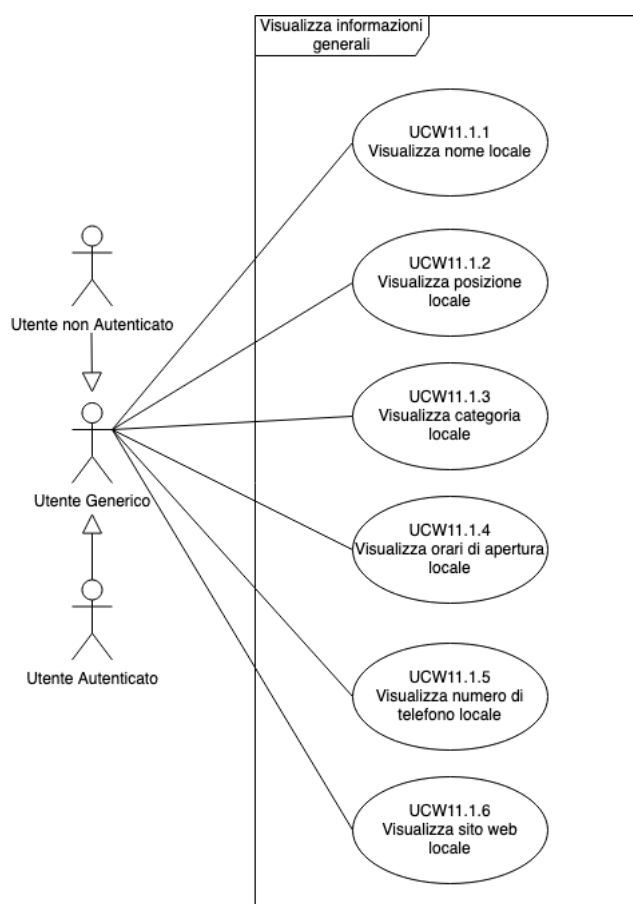 Visualizza informazioni
generali
UCW11.1.1
Visualizza nome locale
UCW11.1.2
Visualizza posizione
locale
Utente non Autenticato
UCW11.1.3
Visualizza categoria
locale
Utente Generico
UCW11.1.4
Visualizza orari di apertura
locale
Utente Autenticato
UCW11.1.5
Visualizza numero di
telefono locale
UCW11.1.6
Visualizza sito web
locale